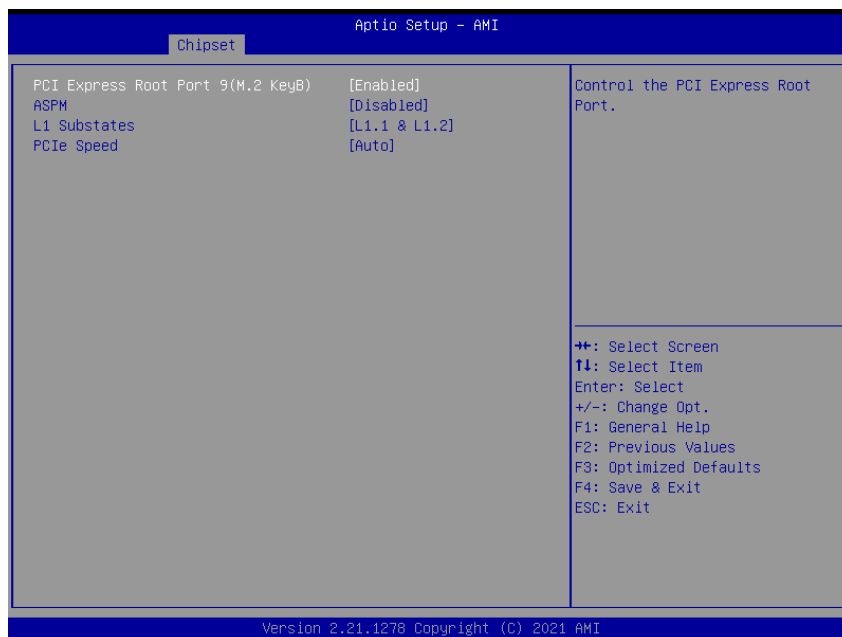 Aptio Setup – AMI
Chipset
PCI Express Root Port 9(M.2 KeyB) [Enabled]
ASPM [Disabled]
L1 Substates [L1.1 & L1.2]
PCIe Speed [Auto]
Control the PCI Express Root
Port.
→←: Select Screen
↑↓: Select Item
Enter: Select
+/-: Change Opt.
F1: General Help
F2: Previous Values
F3: Optimized Defaults
F4: Save & Exit
ESC: Exit
Version 2.21.1278 Copyright (C) 2021 AMI